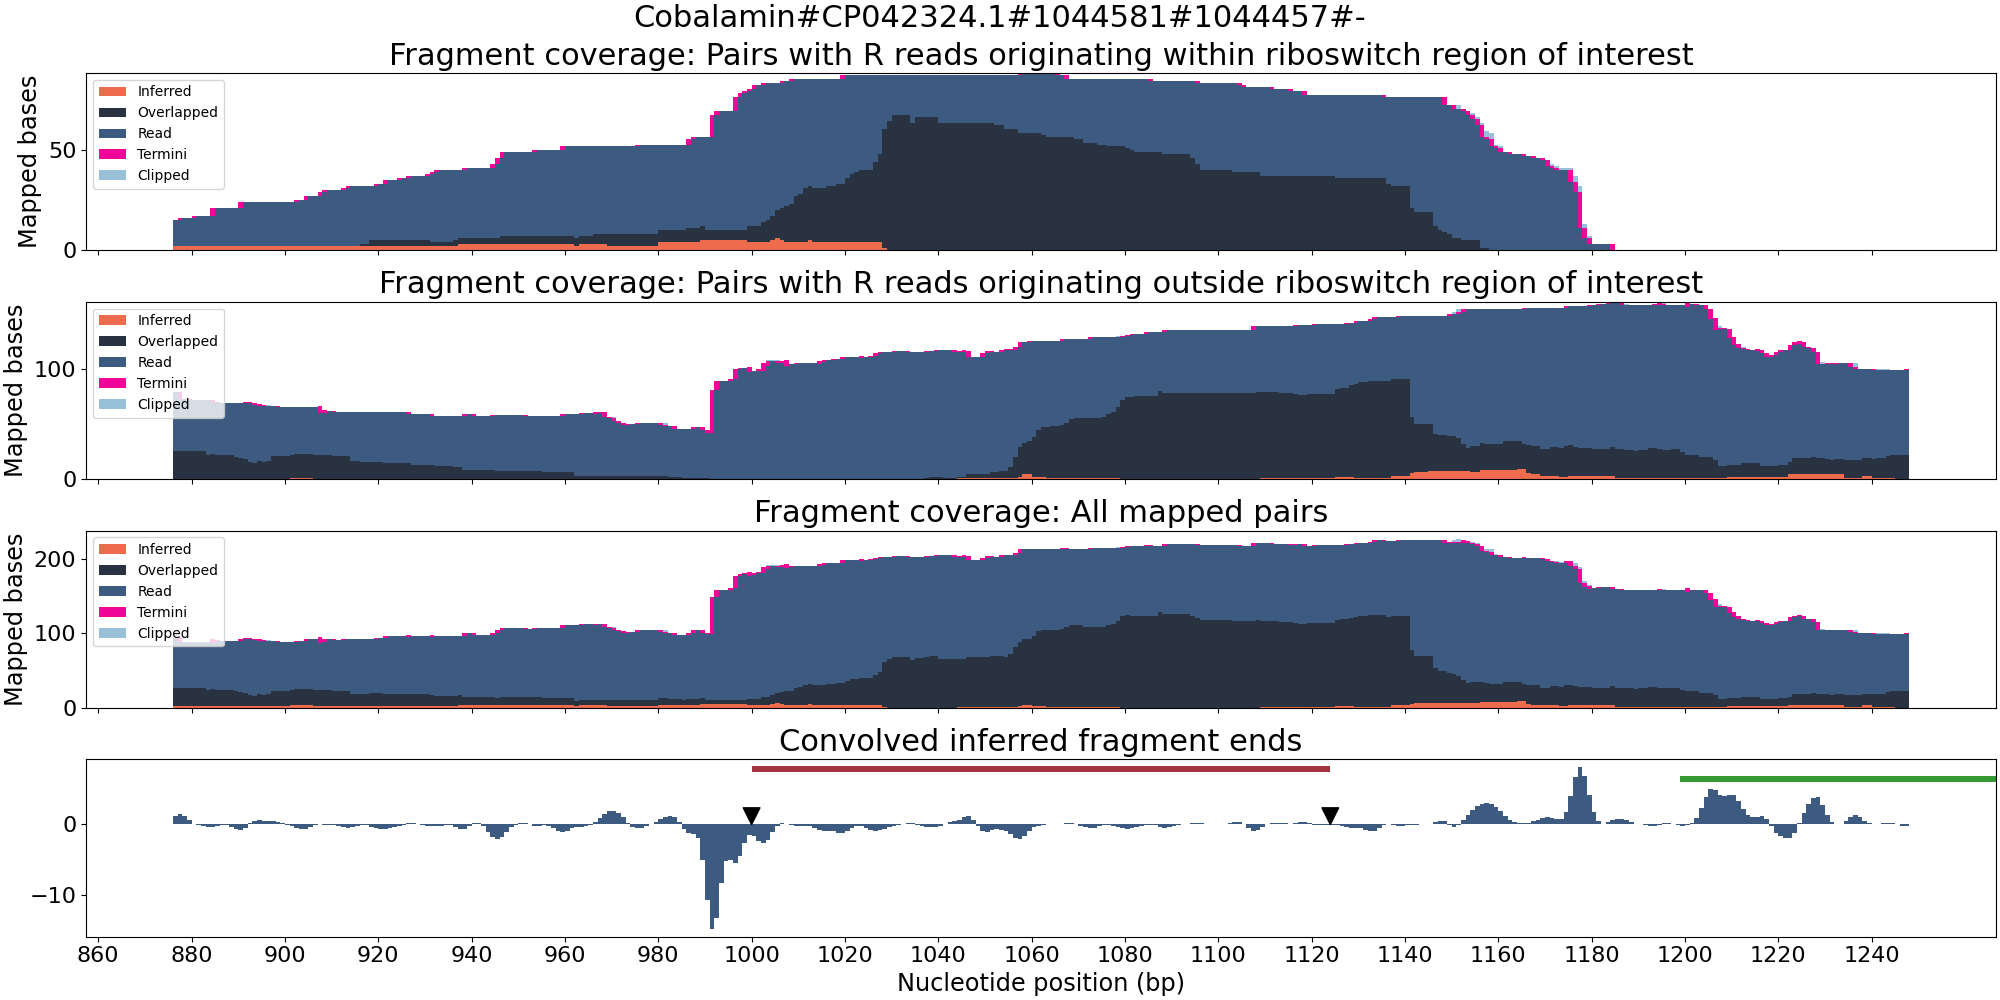 Cobalamin#CP042324.1#1044581#1044457#-
Fragment coverage: Pairs with R reads originating within riboswitch region of interest
Mapped bases
50
0
Inferred
Overlapped
Read
Termini
Clipped
Fragment coverage: Pairs with R reads originating outside riboswitch region of interest
Mapped bases
100
0
Inferred
Overlapped
Read
Termini
Clipped
Fragment coverage: All mapped pairs
Mapped bases
200
100
0
Inferred
Overlapped
Read
Termini
Clipped
Convolved inferred fragment ends
0
−10
860 880 900 920 940 960 980 1000 1020 1040 1060 1080 1100 1120 1140 1160 1180 1200 1220 1240
Nucleotide position (bp)